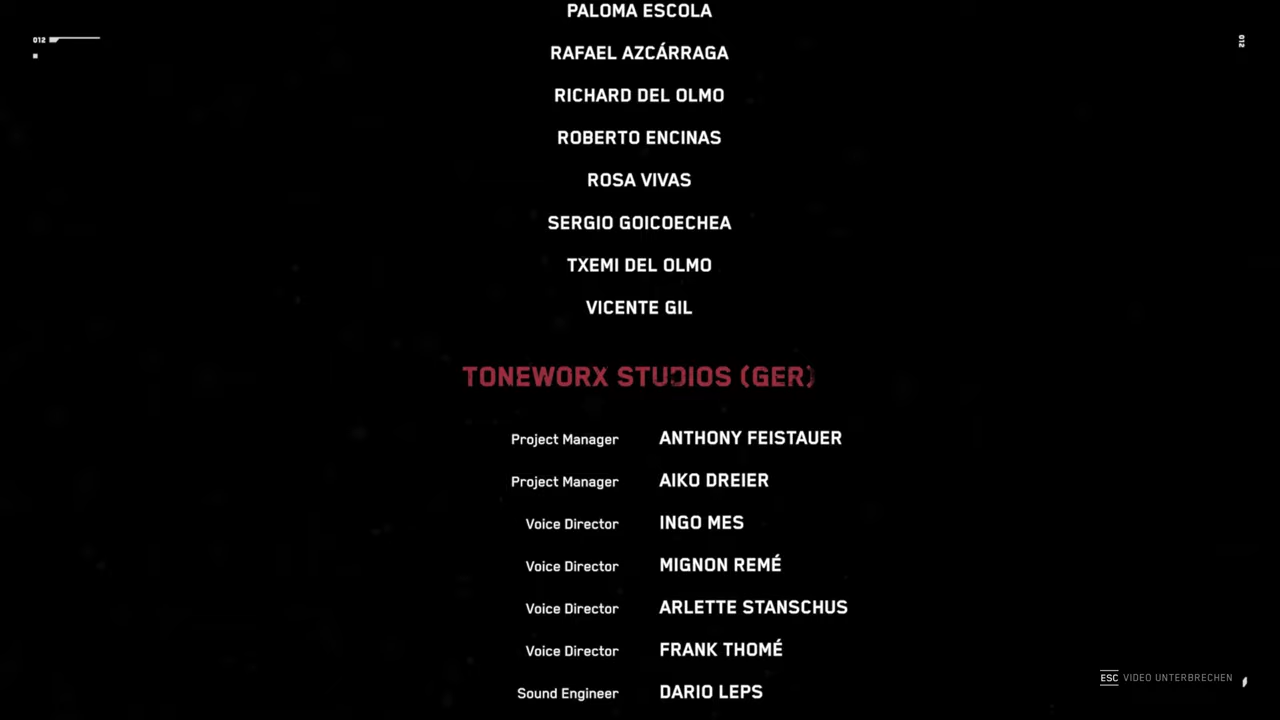 PALOMA ESCOLA
012
012
RAFAEL AZCÁRRAGA
RICHARD DEL OLMO
ROBERTO ENCINAS
ROSA VIVAS
SERGIO GOICOECHEA
TXEMI DEL OLMO
VICENTE GIL
TONEWORX STUDIOS (GER)
Project Manager ANTHONY FEISTAUER
Project Manager AIKO DREIER
Voice Director INGO MES
Voice Director MIGNON REMÉ
Voice Director ARLETTE STANSCHUS
Voice Director FRANK THOMÉ
ESC VIDEO UNTERBRECHEN
Sound Engineer DARIO LEPS